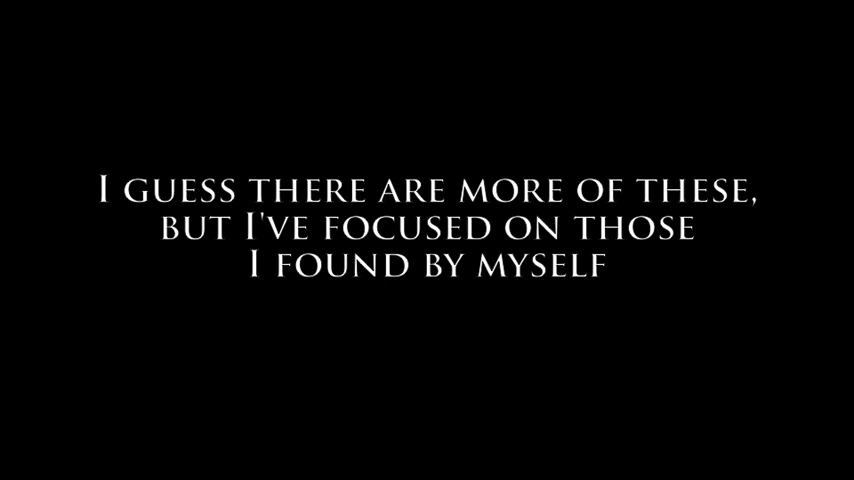 I GUESS THERE ARE MORE OF THESE,
BUT I'VE FOCUSED ON THOSE
I FOUND BY MYSELF